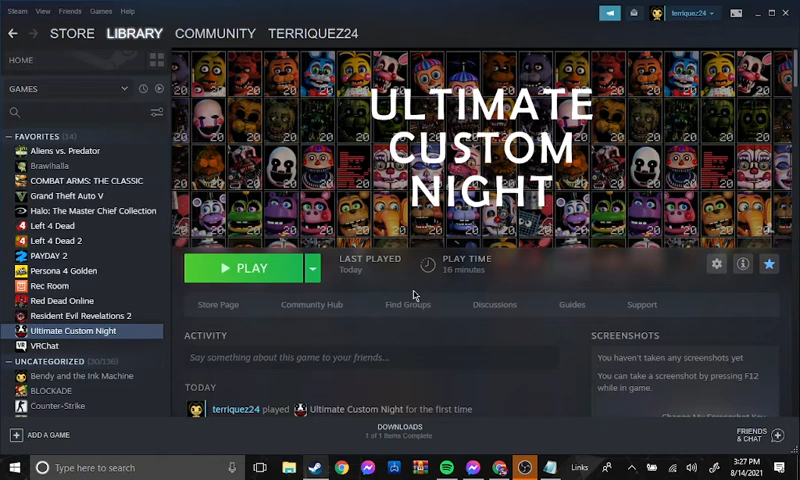 Steam View Friends Games Help
terriquez24
STORE LIBRARY COMMUNITY TERRIQUEZ24
HOME
GAMES
FAVORITES (14)
Aliens vs. Predator
Brawlhalla
COMBAT ARMS: THE CLASSIC
Grand Theft Auto V
Halo: The Master Chief Collection
Left 4 Dead
Left 4 Dead 2
PAYDAY 2
Persona 4 Golden
Rec Room
Red Dead Online
Resident Evil Revelations 2
Ultimate Custom Night
VRChat
UNCATEGORIZED (30/136)
Bendy and the Ink Machine
BLOCKADE
Counter-Strike
ULTIMATE
CUSTOM
NIGHT
PLAY
LAST PLAYED
Today
PLAY TIME
16 minutes
Store Page Community Hub Find Groups Discussions Guides Support
ACTIVITY
Say something about this game to your friends...
TODAY
terriquez24 played Ultimate Custom Night for the first time
SCREENSHOTS
You haven't taken any screenshots yet
You can take a screenshot by pressing F12
while in game.
ADD A GAME
DOWNLOADS
1 of 1 Items Complete
FRIENDS
& CHAT
Type here to search
Links
3:27 PM
8/14/2021